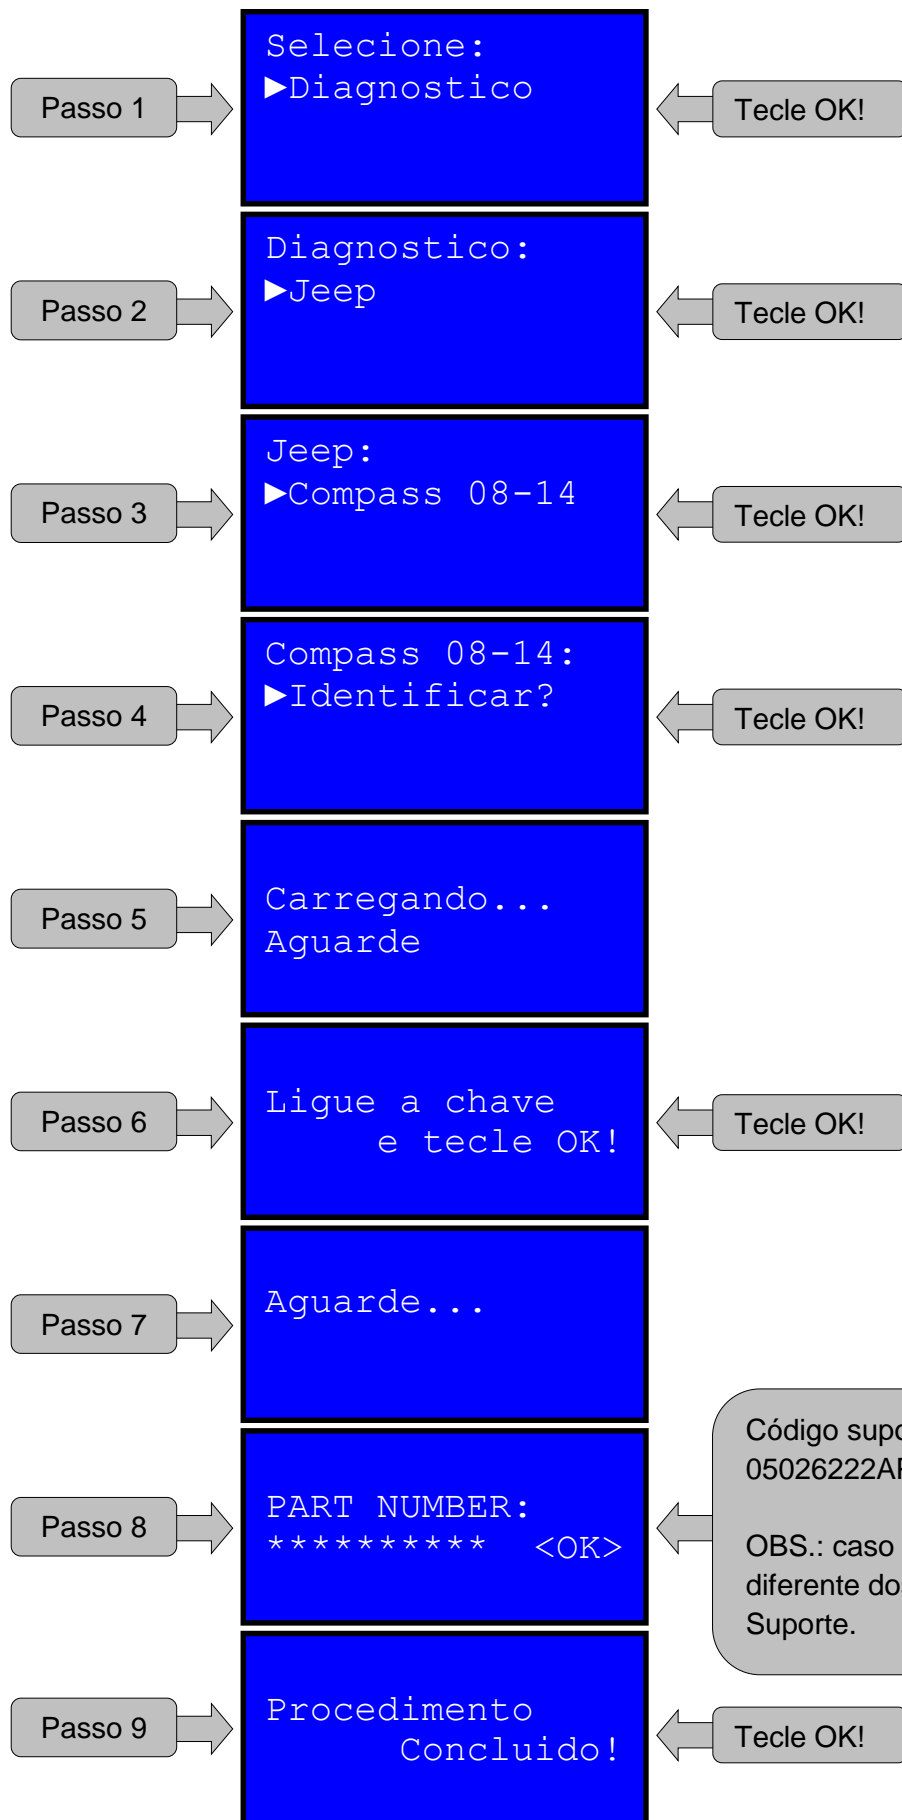 Passo 1
Selecione:
►Diagnostico
Tecle OK!
Passo 2
Diagnostico:
►Jeep
Tecle OK!
Passo 3
Jeep:
►Compass 08-14
Tecle OK!
Passo 4
Compass 08-14:
►Identificar?
Tecle OK!
Passo 5
Carregando...
Aguarde
Passo 6
Ligue a chave
e tecle OK!
Tecle OK!
Passo 7
Aguarde...
Passo 8
PART NUMBER:
********** <OK>
Código
OBS.: caso
diferente
Suporte.
Passo 9
Procedimento
Concluido!
Tecle OK!